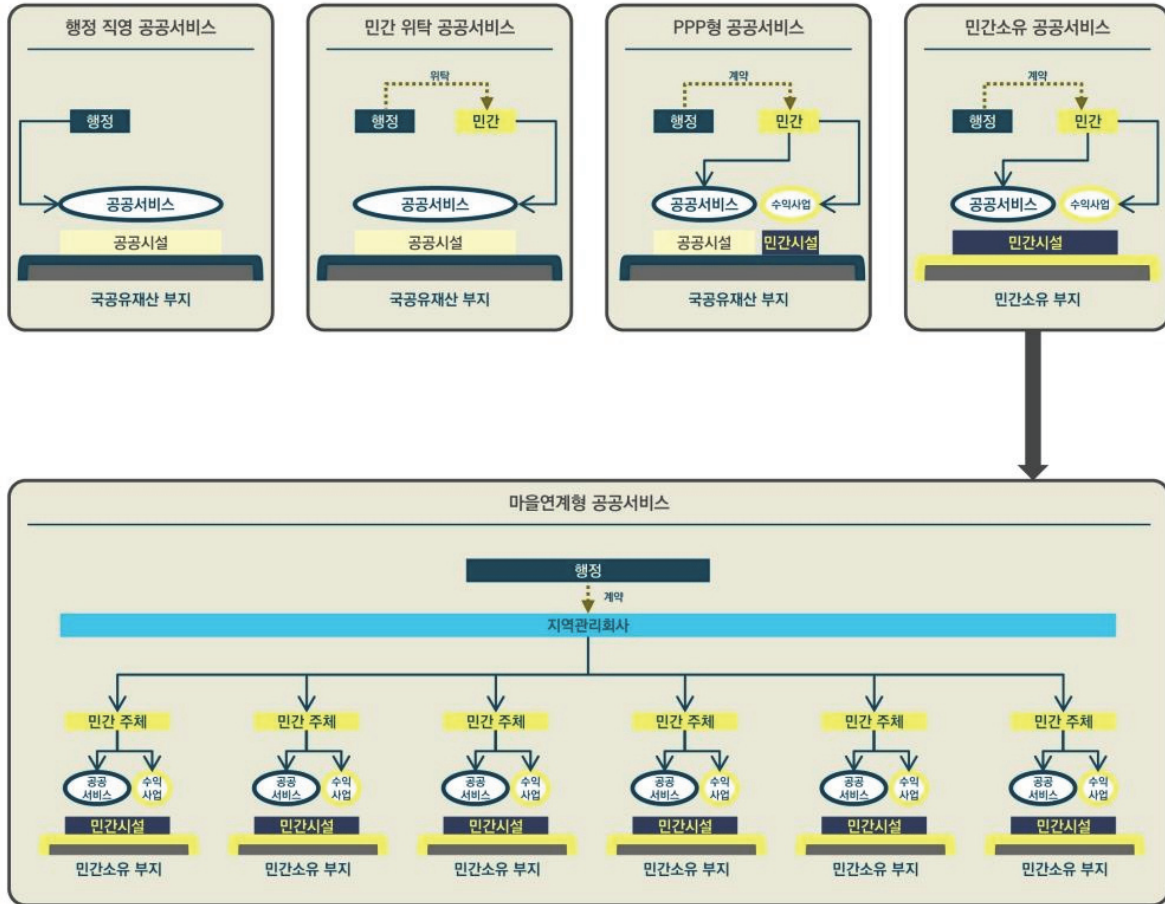 행정 직영 공공서비스
행정
공공서비스
공공시설
국공유재산 부지
민간 위탁 공공서비스
위탁
행정
민간
공공서비스
공공시설
국공유재산 부지
PPP형 공공서비스
계약
행정
민간
공공서비스
수익사업
공공시설
민간시설
국공유재산 부지
민간소유 공공서비스
계약
행정
민간
공공서비스
수익사업
민간시설
민간소유 부지
마을연계형 공공서비스
행정
계약
지역관리회사
민간 주체
공공
서비스
수익
사업
민간시설
민간소유 부지
민간 주체
공공
서비스
수익
사업
민간시설
민간소유 부지
민간 주체
공공
서비스
수익
사업
민간시설
민간소유 부지
민간 주체
공공
서비스
수익
사업
민간시설
민간소유 부지
민간 주체
공공
서비스
수익
사업
민간시설
민간소유 부지
민간 주체
공공
서비스
수익
사업
민간시설
민간소유 부지